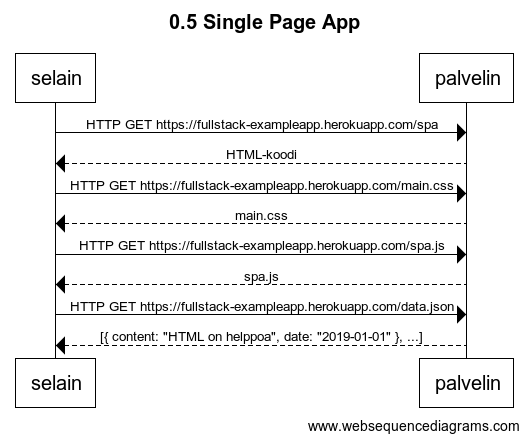 0.5 Single Page App
selain
palvelin
HTTP GET https://fullstack-exampleapp.herokuapp.com/spa
HTML-koodi
HTTP GET https://fullstack-exampleapp.herokuapp.com/main.css
main.css
HTTP GET https://fullstack-exampleapp.herokuapp.com/spa.js
spa.js
HTTP GET https://fullstack-exampleapp.herokuapp.com/data.json
[{ content: "HTML on helppoa", date: "2019-01-01" }, ...]
selain
palvelin
www.websequencediagrams.com